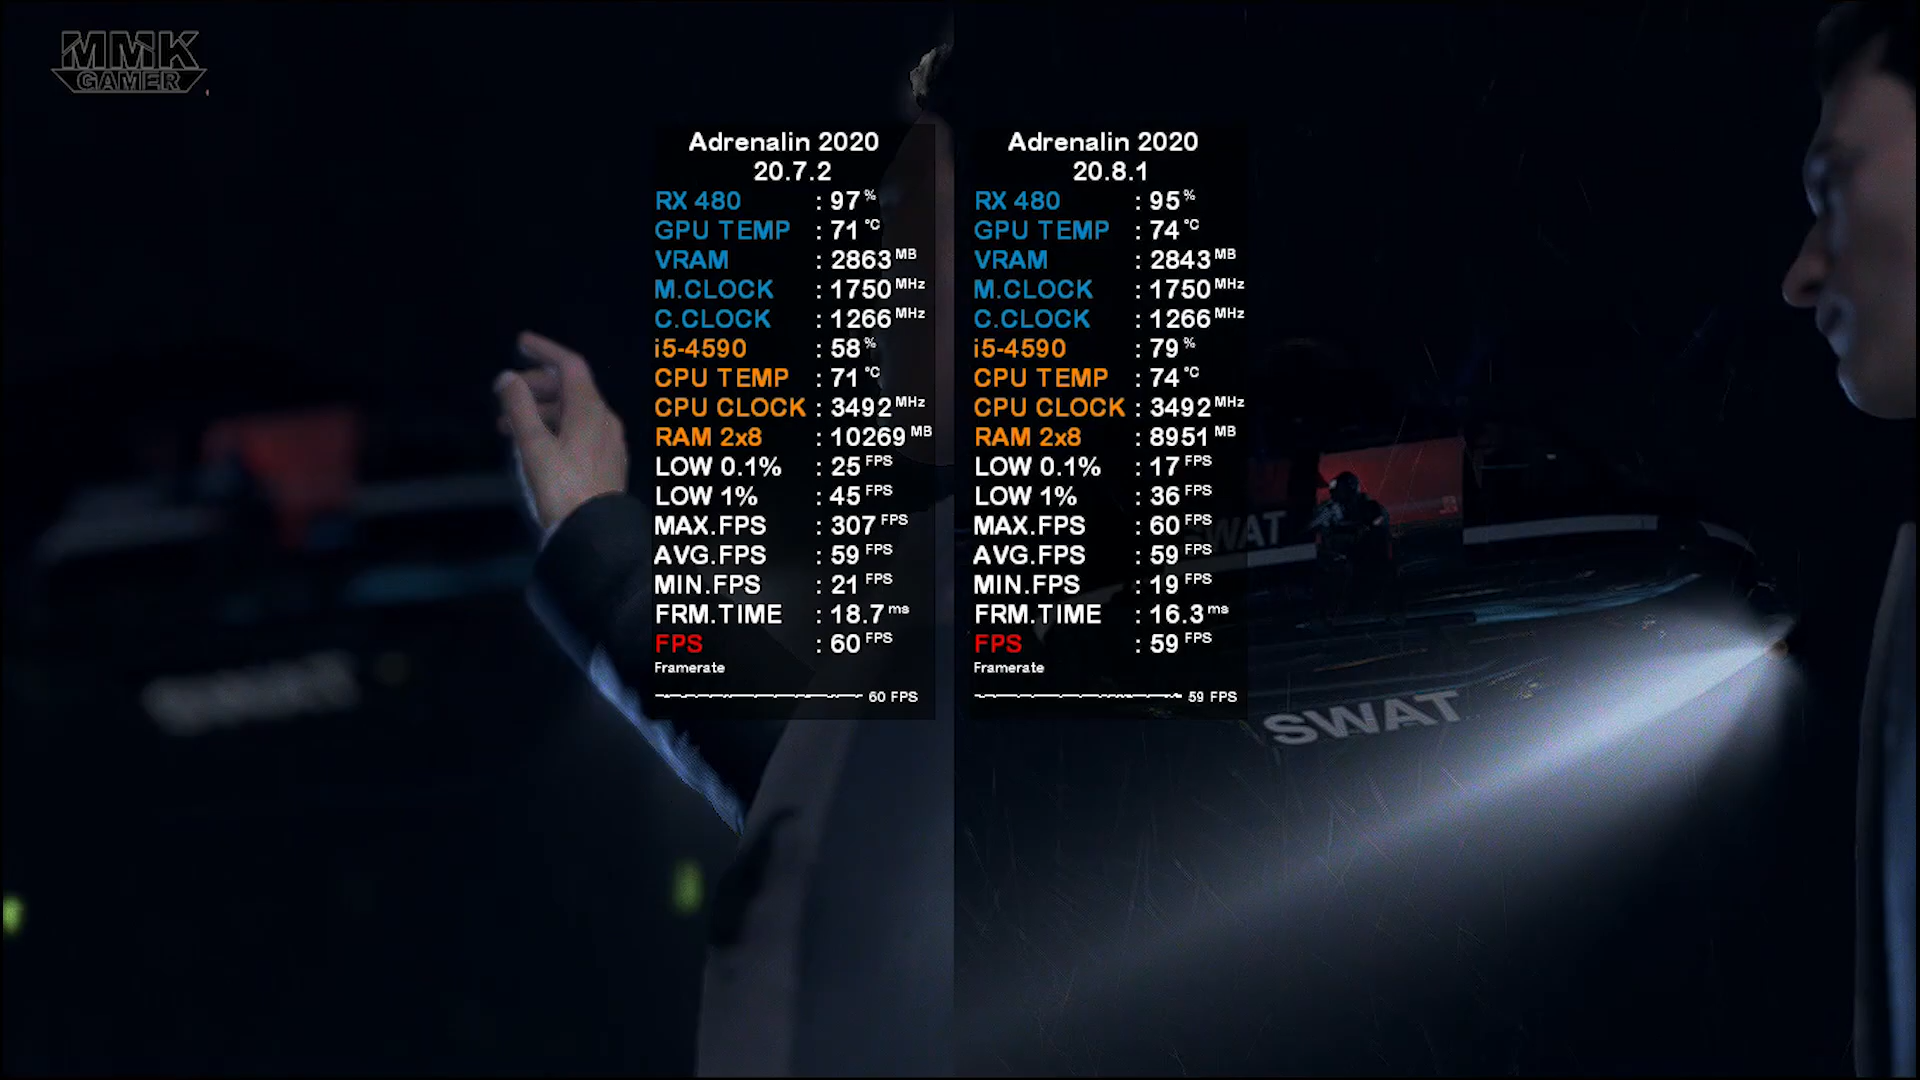 MMK
GAMER
Adrenalin 2020
20.7.2
RX 480 : 97 %
GPU TEMP : 71 °C
VRAM : 2863 MB
M.CLOCK : 1750 MHz
C.CLOCK : 1266 MHz
i5-4590 : 58 %
CPU TEMP : 71 °C
CPU CLOCK : 3492 MHz
RAM 2x8 : 10269 MB
LOW 0.1% : 25 FPS
LOW 1% : 45 FPS
MAX.FPS : 307 FPS
AVG.FPS : 59 FPS
MIN.FPS : 21 FPS
FRM.TIME : 18.7 ms
FPS : 60 FPS
Framerate
60 FPS
Adrenalin 2020
20.8.1
RX 480 : 95 %
GPU TEMP : 74 °C
VRAM : 2843 MB
M.CLOCK : 1750 MHz
C.CLOCK : 1266 MHz
i5-4590 : 79 %
CPU TEMP : 74 °C
CPU CLOCK : 3492 MHz
RAM 2x8 : 8951 MB
LOW 0.1% : 17 FPS
LOW 1% : 36 FPS
MAX.FPS : 60 FPS
AVG.FPS : 59 FPS
MIN.FPS : 19 FPS
FRM.TIME : 16.3 ms
FPS : 59 FPS
Framerate
59 FPS
SWAT
SWAT